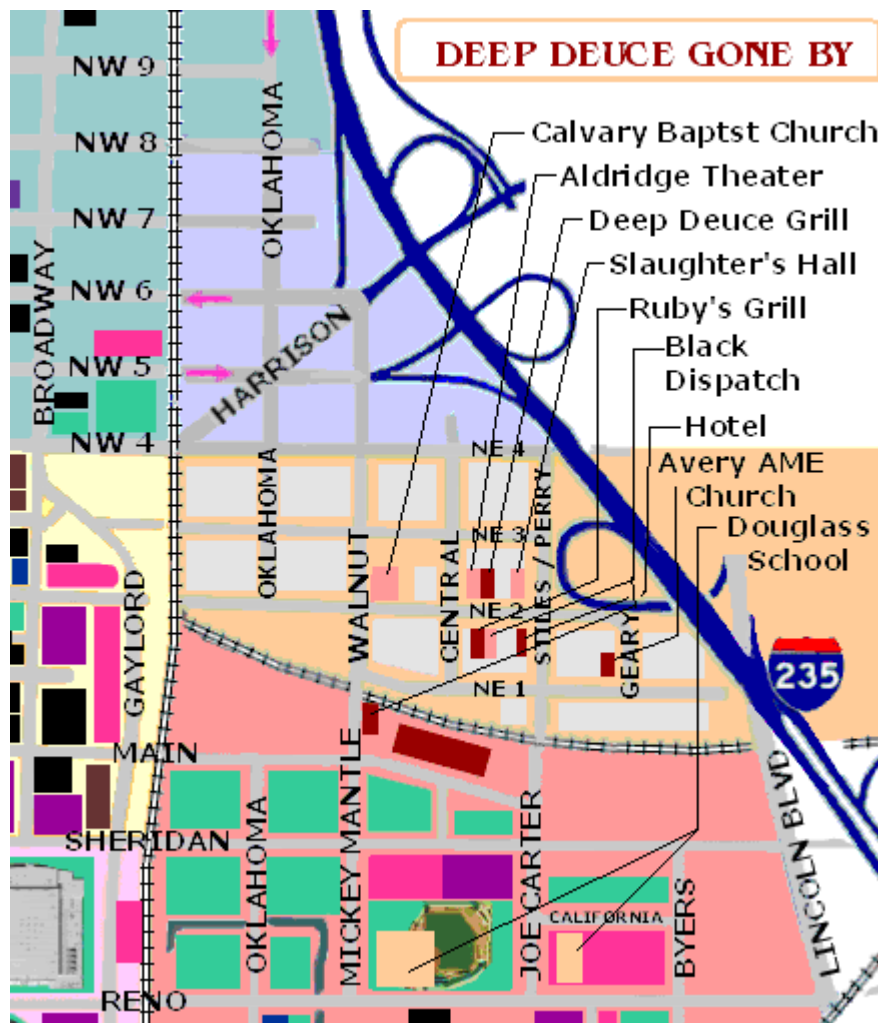 DEEP DEUCE GONE BY
NW 9
OKLAHOMA
NW 8
Calvary Baptst Church
Aldridge Theater
NW 7
Deep Deuce Grill
BROADWAY
Slaughter's Hall
NW 6
Ruby's Grill
HARRISON
Black
Dispatch
NW 5
NW 4
Hotel
NE 4
Avery AME
Church
OKLAHOMA
STILES / PERRY
Douglass
School
NE 3
WALNUT
CENTRAL
GAYLORD
NE 2
GEARY
NE 1
235
MAIN
MICKEY MANTLE
SHERIDAN
OKLAHOMA
JOE CARTER
LINCOLN BLVD
CALIFORNIA
BYERS
RENO